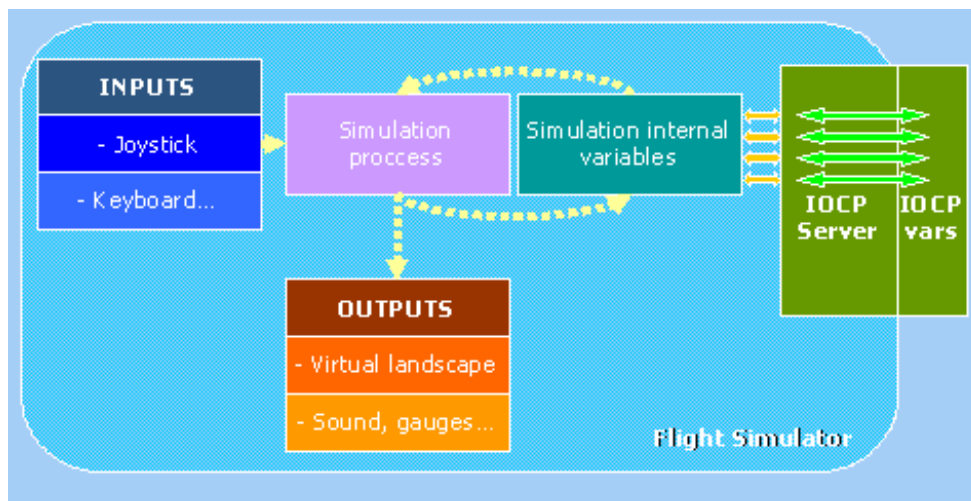 INPUTS
- Joystick
- Keyboard...
Simulation
proccess
Simulation internal
variables
IOCP
Server
IOCP
vars
OUTPUTS
- Virtual landscape
- Sound, gauges...
Flight Simulator